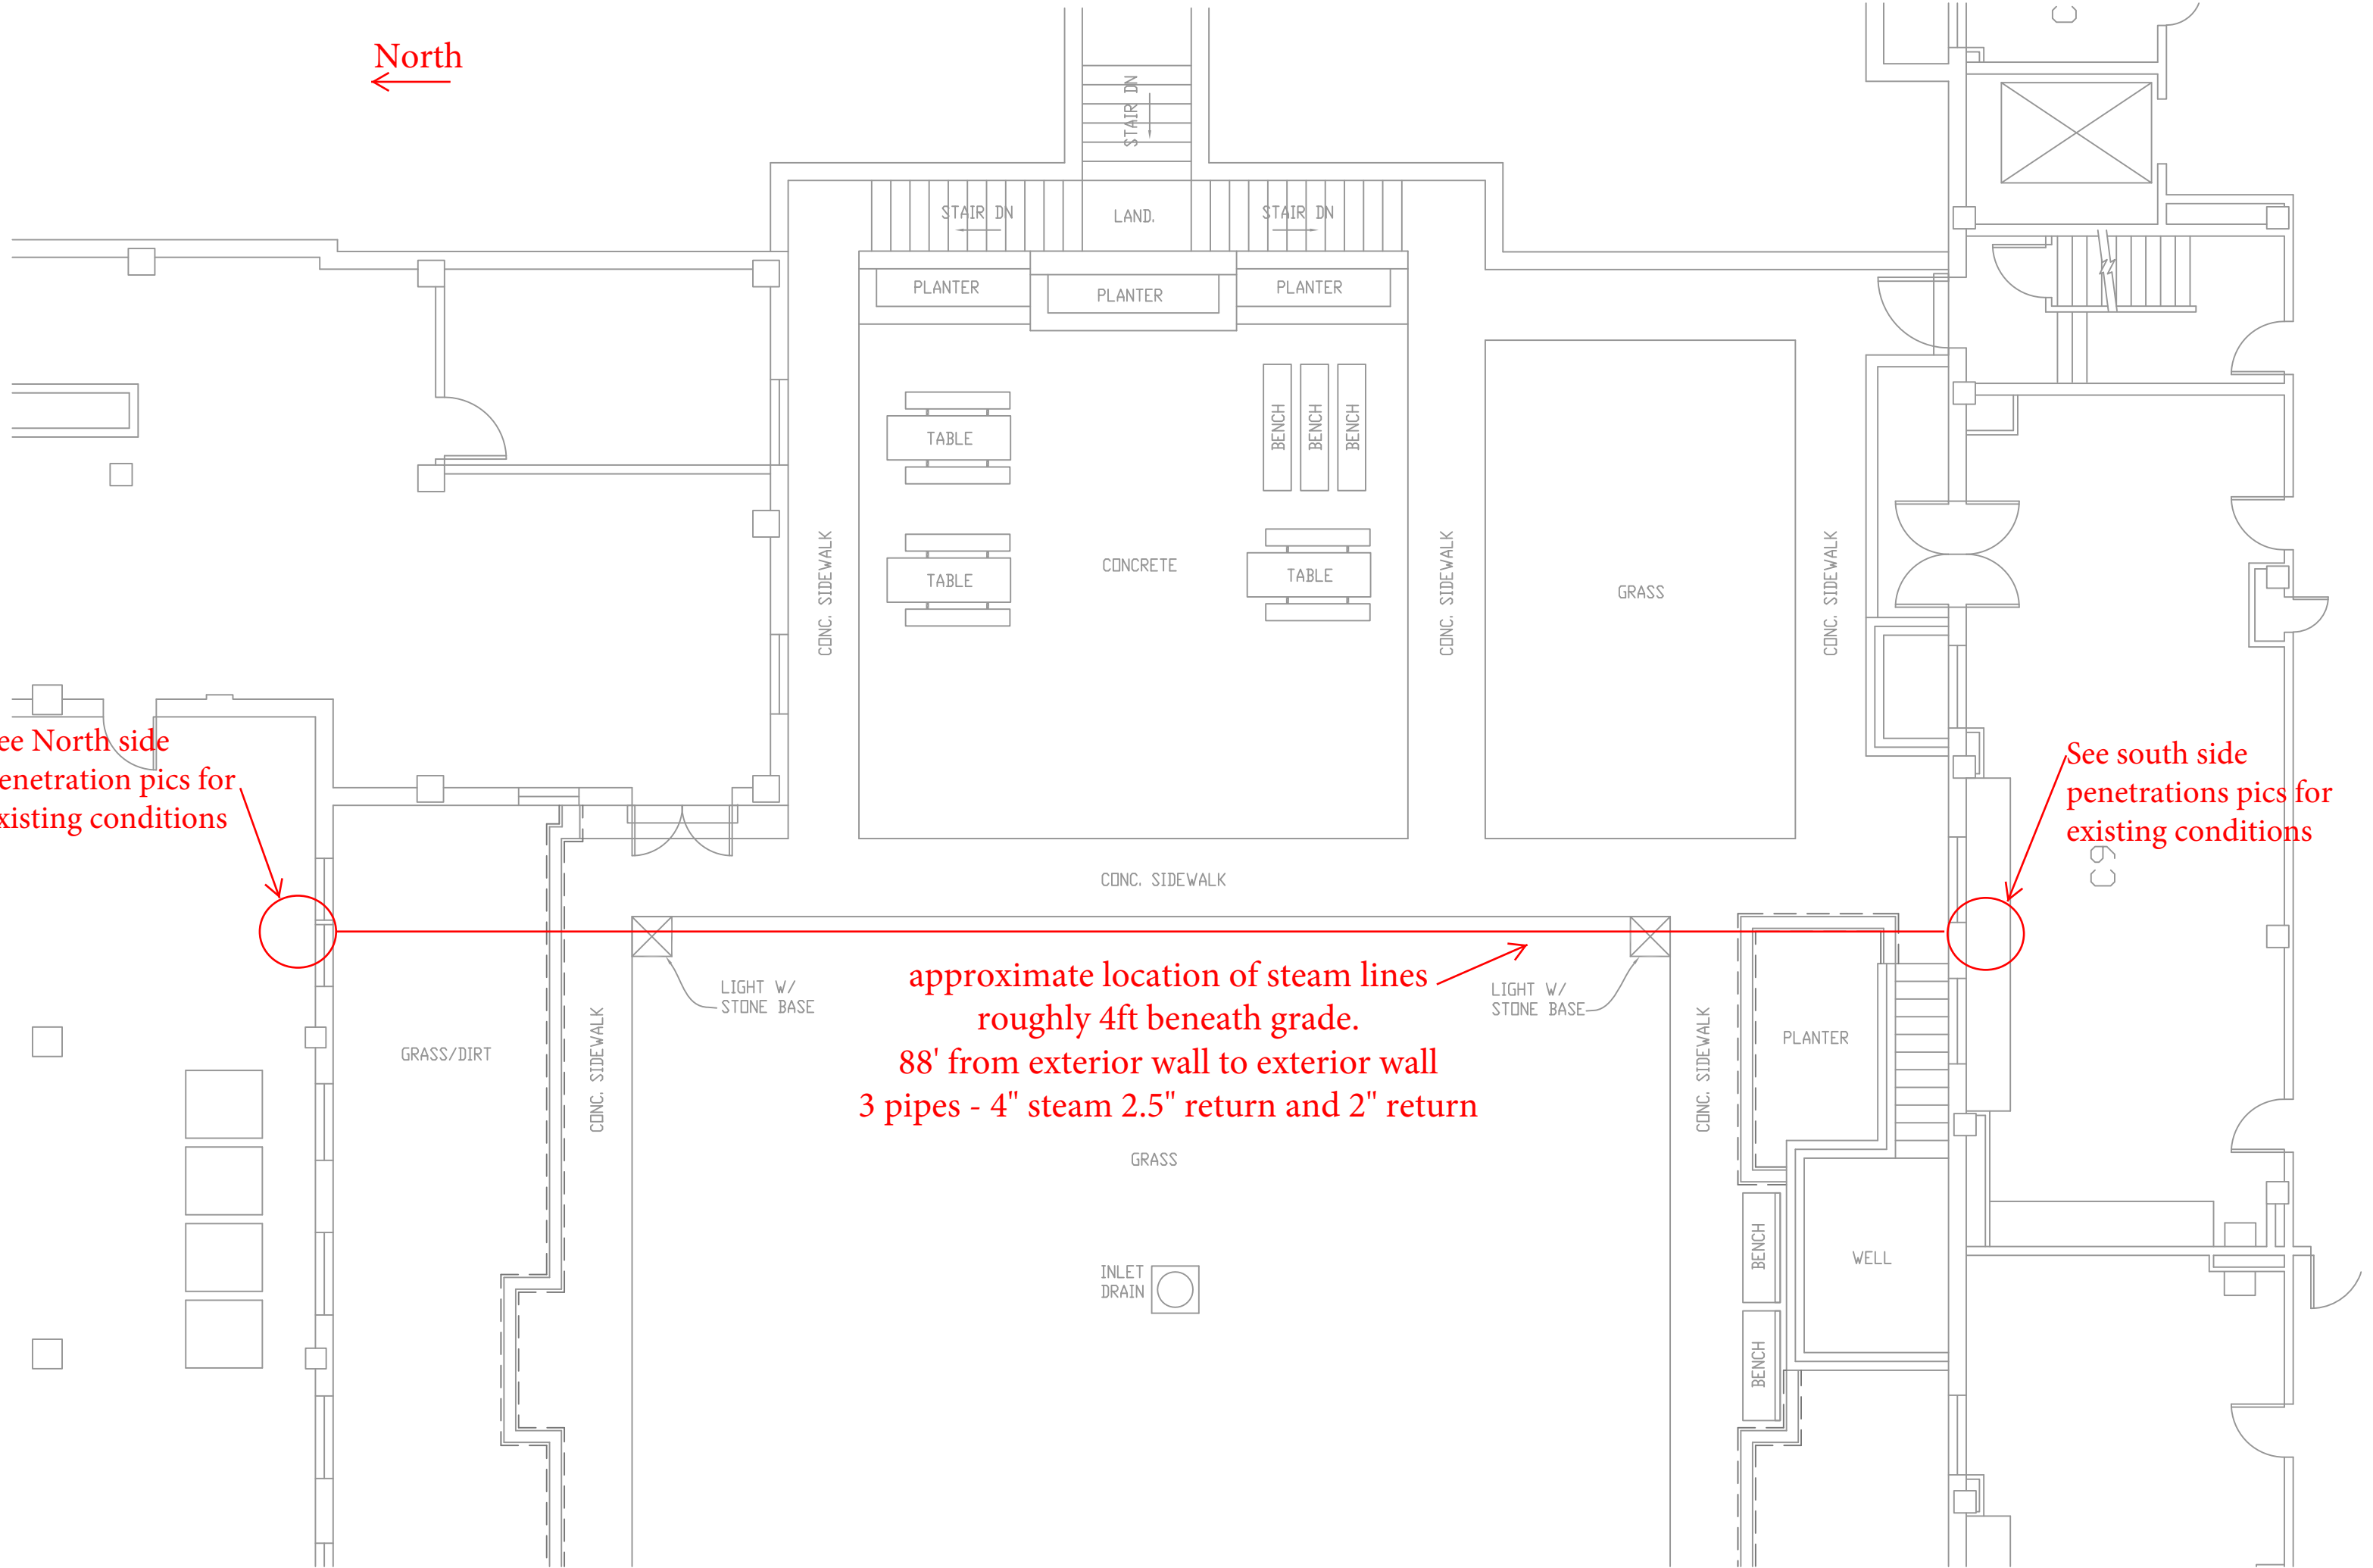 North
STAIR DN
STAIR DN
LAND.
STAIR DN
PLANTER
PLANTER
PLANTER
TABLE
BENCH
BENCH
BENCH
TABLE
CONCRETE
TABLE
CONC. SIDEWALK
CONC. SIDEWALK
GRASS
CONC. SIDEWALK
ee North side
enetration pics for
xisting conditions
See south side
penetrations pics for
existing conditions
C9
CONC. SIDEWALK
LIGHT W/
STONE BASE
approximate location of steam lines
roughly 4ft beneath grade.
88' from exterior wall to exterior wall
3 pipes - 4" steam 2.5" return and 2" return
LIGHT W/
STONE BASE
GRASS/DIRT
CONC. SIDEWALK
CONC. SIDEWALK
PLANTER
GRASS
INLET
DRAIN
BENCH
WELL
BENCH